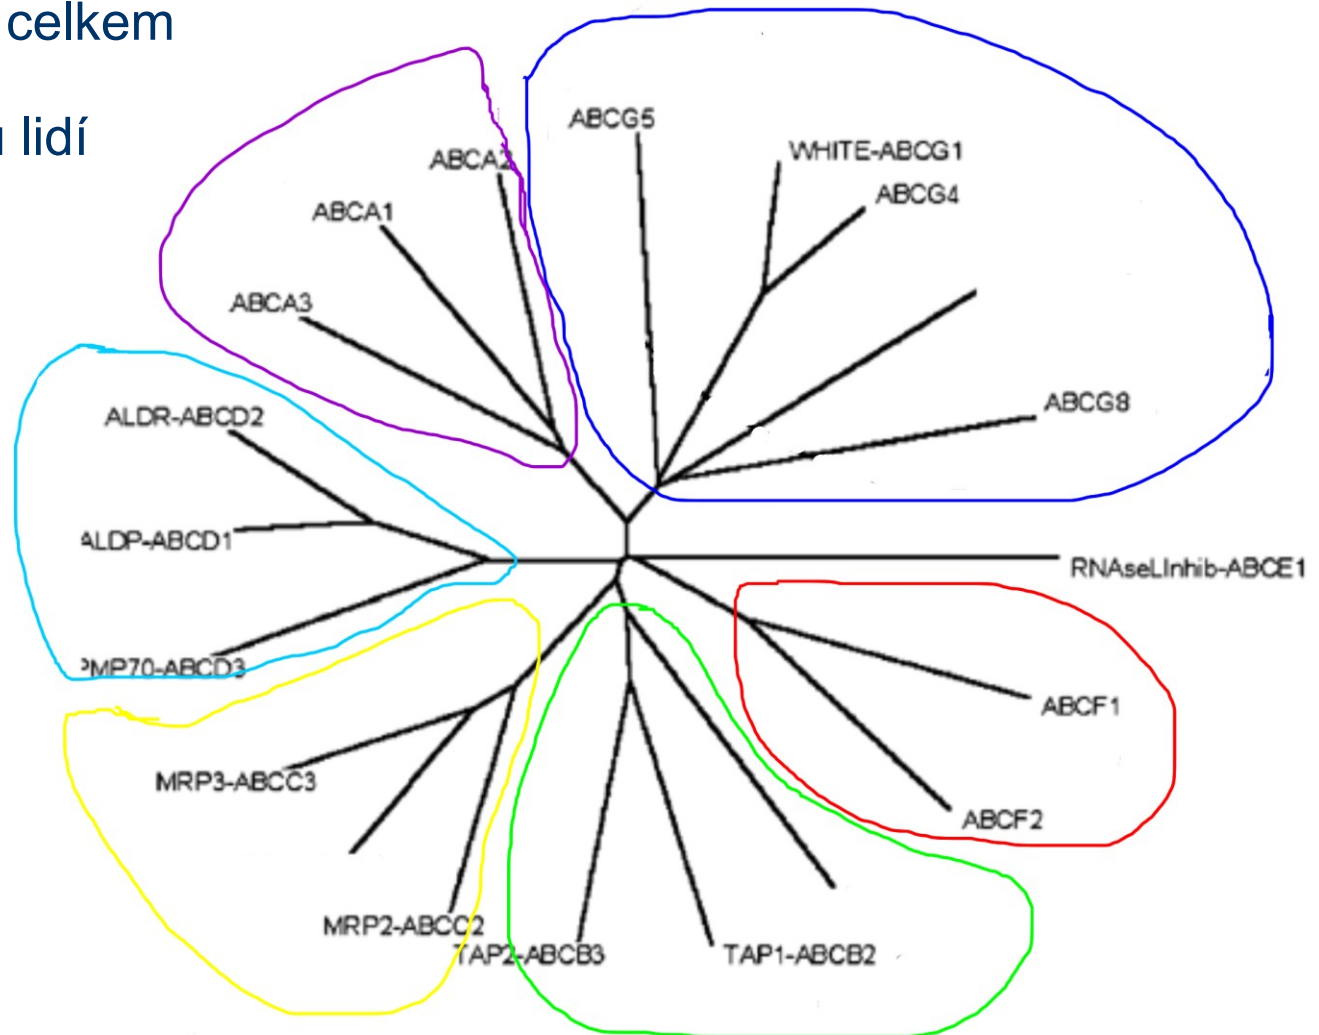 celkem
lidí
ABCG5
WHITE-ABCG1
ABCA2
ABCG4
ABCA1
ABCA3
ABCG8
ALDR-ABCD2
ALDP-ABCD1
RNAseLInhib-ABCE1
PMP70-ABCD3
ABCF1
MRP3-ABCC3
ABCF2
MRP2-ABCC2
TAP2-ABCB3
TAP1-ABCB2